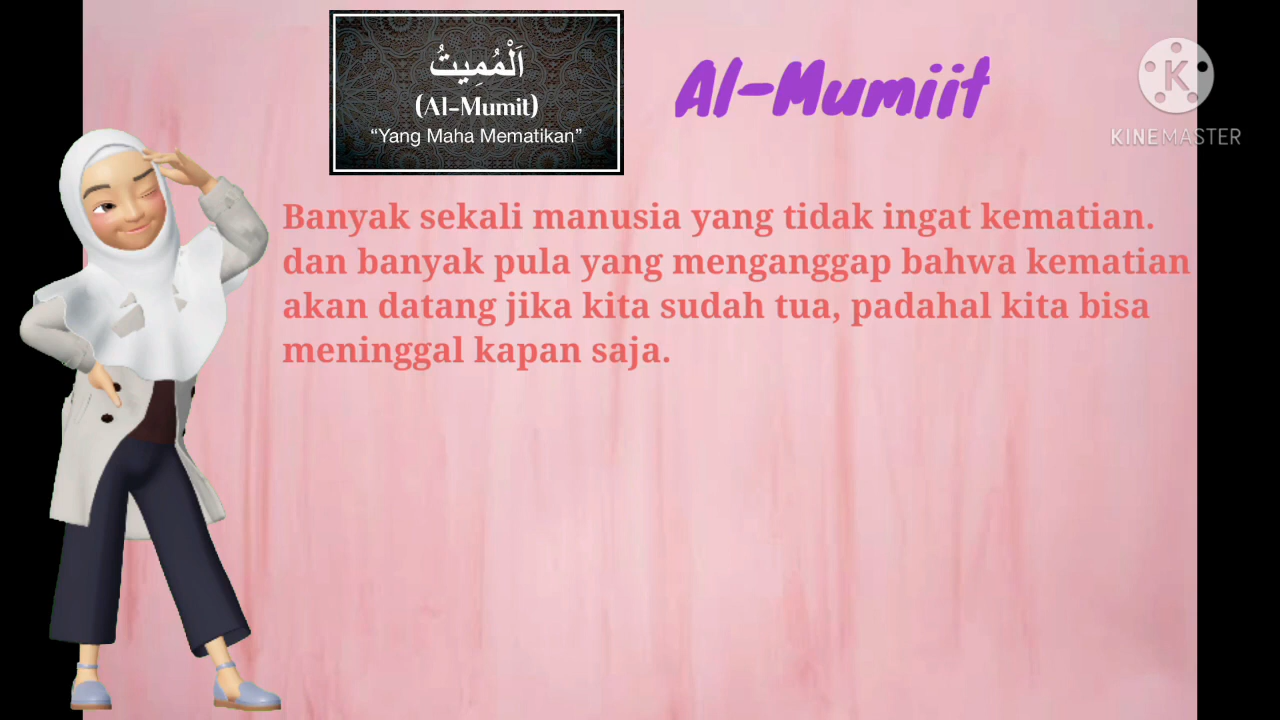 اَلْمُمِيتُ
(Al-Mumit)
“Yang Maha Mematikan”
Al-Mumiit
K
KINEMASTER
Banyak sekali manusia yang tidak ingat kematian.
dan banyak pula yang menganggap bahwa kematian
akan datang jika kita sudah tua, padahal kita bisa
meninggal kapan saja.